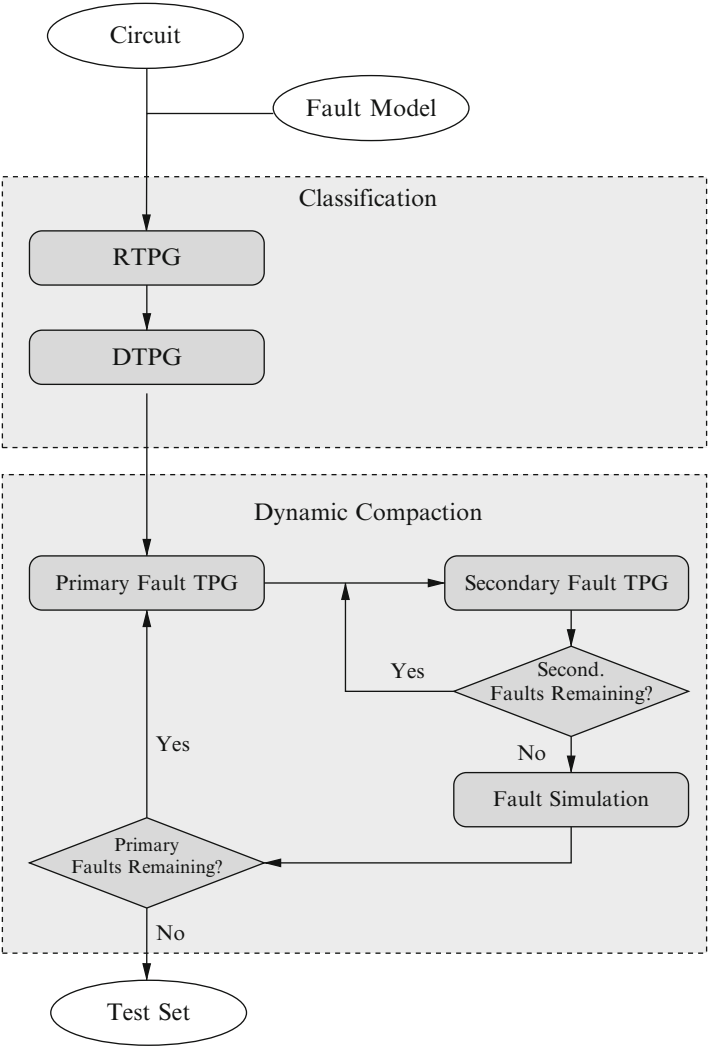 Circuit
Fault Model
Classification
RTPG
DTPG
Dynamic Compaction
Primary Fault TPG
Secondary Fault TPG
Second.
Faults Remaining?
Yes
No
Fault Simulation
Yes
Primary
Faults Remaining?
No
Test Set